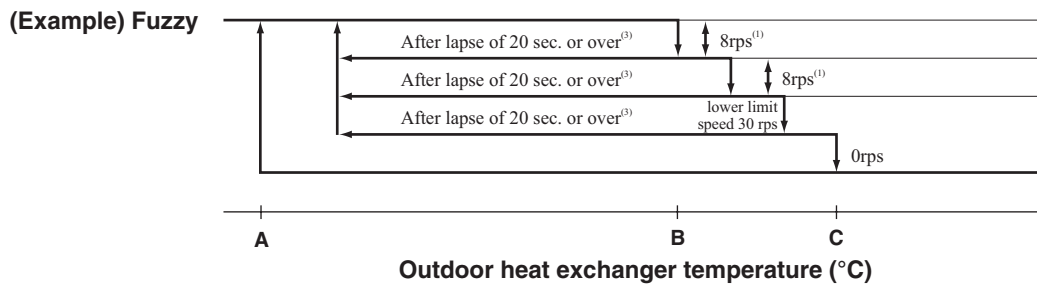 (Example) Fuzzy
After lapse of 20 sec. or over(3)
8rps(1)
After lapse of 20 sec. or over(3)
8rps(1)
After lapse of 20 sec. or over(3)
lower limit
speed 30 rps
0rps
A
B
C
Outdoor heat exchanger temperature (°C)